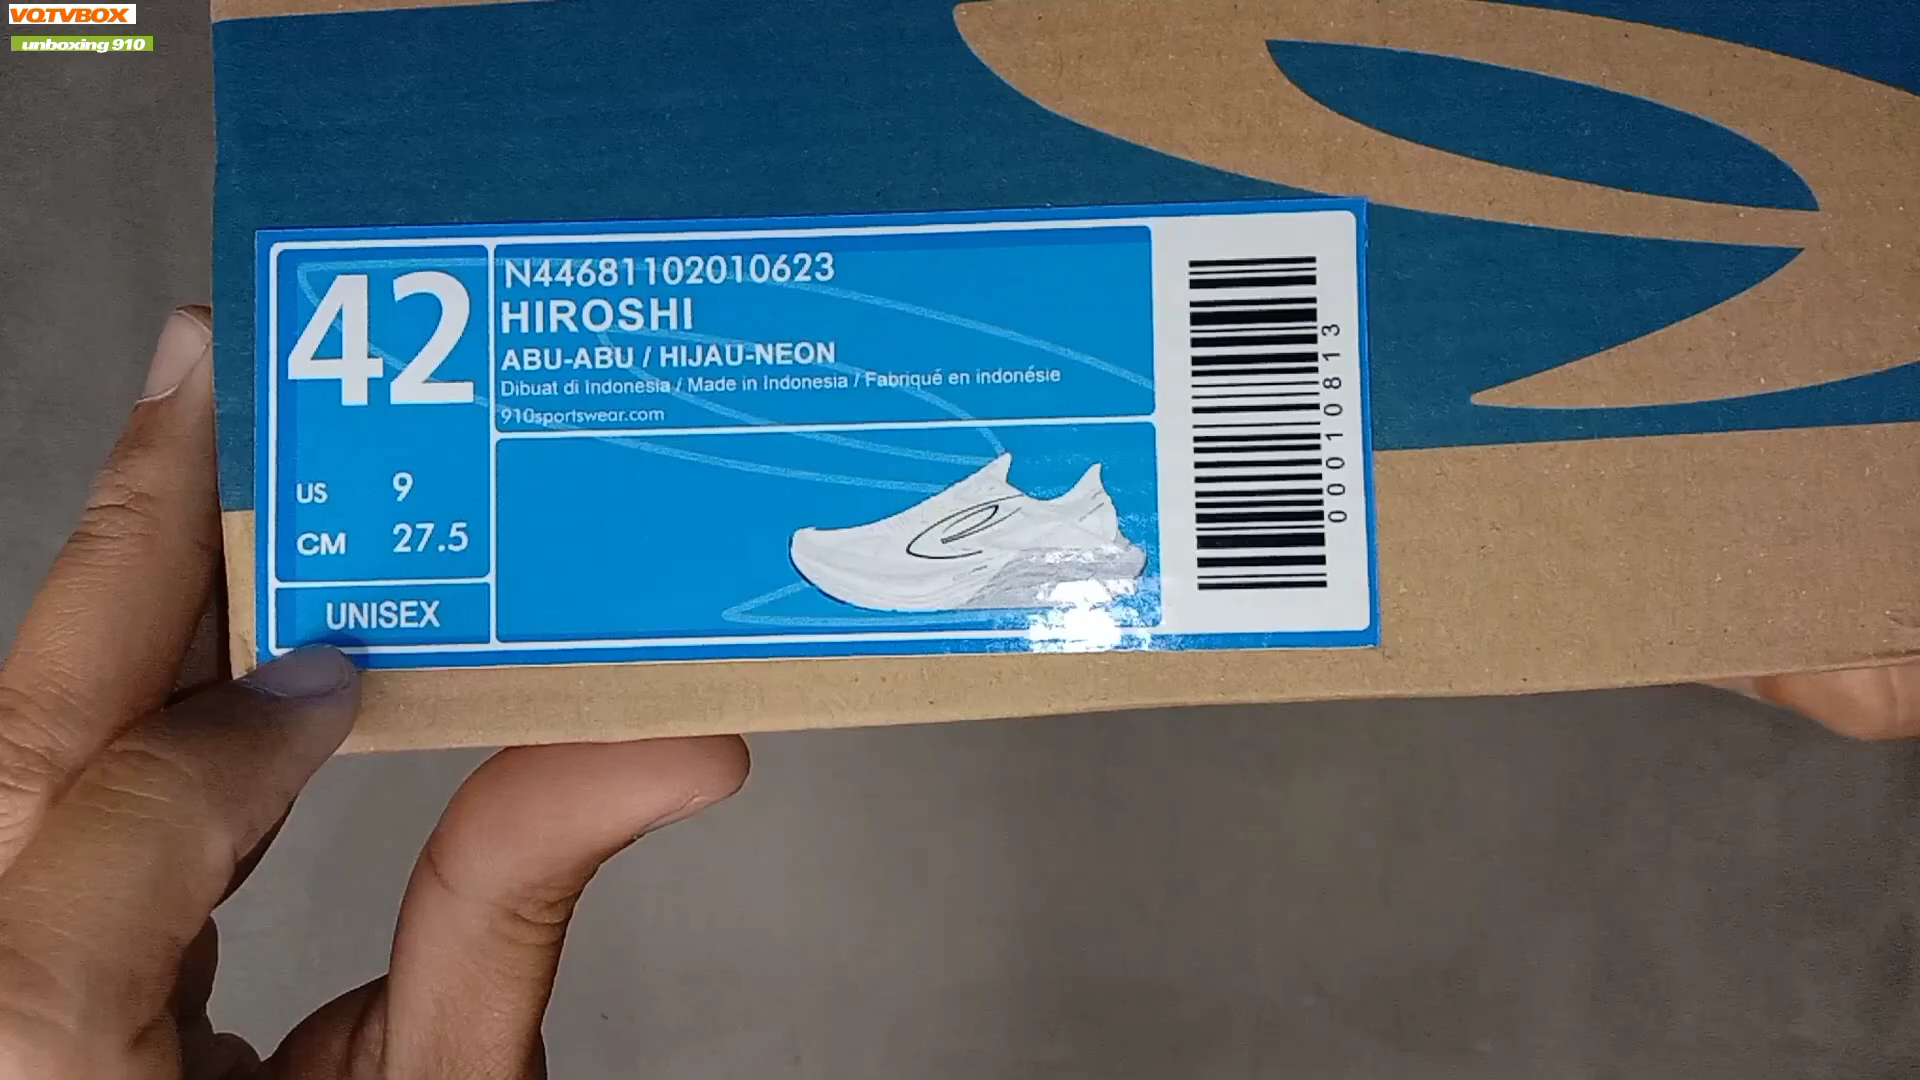 VOTVBOX
unboxing 910
42
US 9
CM 27.5
UNISEX
N44681102010623
HIROSHI
ABU-ABU / HIJAU-NEON
Dibuat di Indonesia / Made in Indonesia / Fabriqué en indonésie
910sportswear.com
00010813